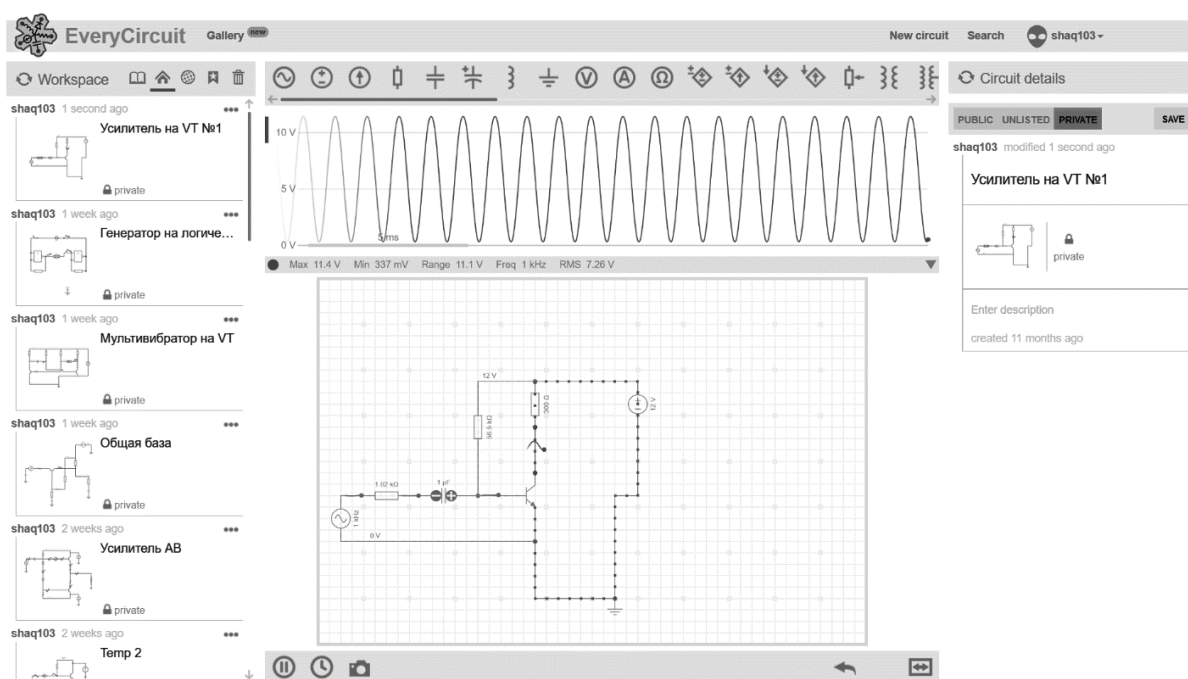 EveryCircuit Gallery new New circuit Search shaq103
Workspace
shaq103 1 second ago
Усилитель на VT №1
private
shaq103 1 week ago
Генератор на логиче...
private
shaq103 1 week ago
Мультивибратор на VT
private
shaq103 1 week ago
Общая база
private
shaq103 2 weeks ago
Усилитель АВ
private
shaq103 2 weeks ago
Temp 2
V A Ω
10 V
5 V
0 V
5 ms
Max 11.4 V Min 337 mV Range 11.1 V Freq 1 kHz RMS 7.26 V
12 V
300 Ω
12 V
56.5 kΩ
1.02 kΩ
1 µF
1 kHz
0 V
Circuit details
PUBLIC UNLISTED PRIVATE SAVE
shaq103 modified 1 second ago
Усилитель на VT №1
private
Enter description
created 11 months ago